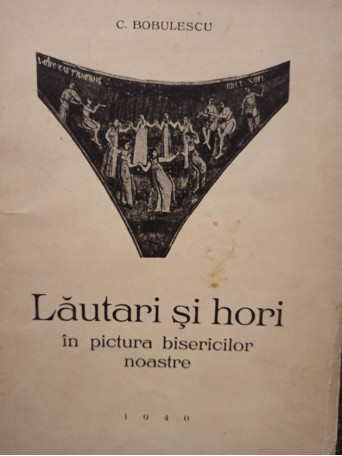 C. BOBULESCU
Lăutari și hori
în pictura bisericilor
noastre
1940